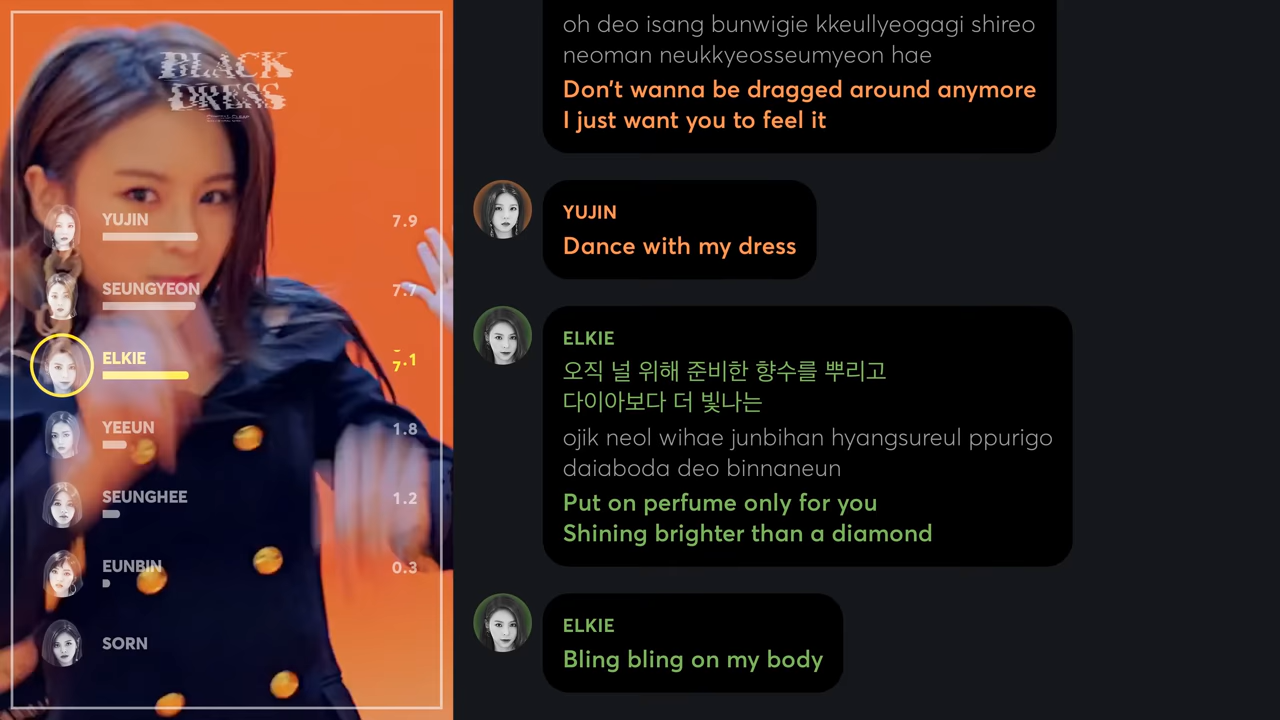 BLACK
DRESS
YUJIN
7.9
SEUNGYEON
7.7
ELKIE
7.1
YEEUN
1.8
SEUNGHEE
1.2
EUNBIN
0.3
SORN
oh deo isang bunwigie kkeullyeogagi shireo
neoman neukkyeosseumyeon hae
Don't wanna be dragged around anymore
I just want you to feel it
YUJIN
Dance with my dress
ELKIE
오직 널 위해 준비한 향수를 뿌리고
다이아보다 더 빛나는
ojik neol wihae junbihan hyangsureul ppurigo
daiaboda deo binnaneun
Put on perfume only for you
Shining brighter than a diamond
ELKIE
Bling bling on my body